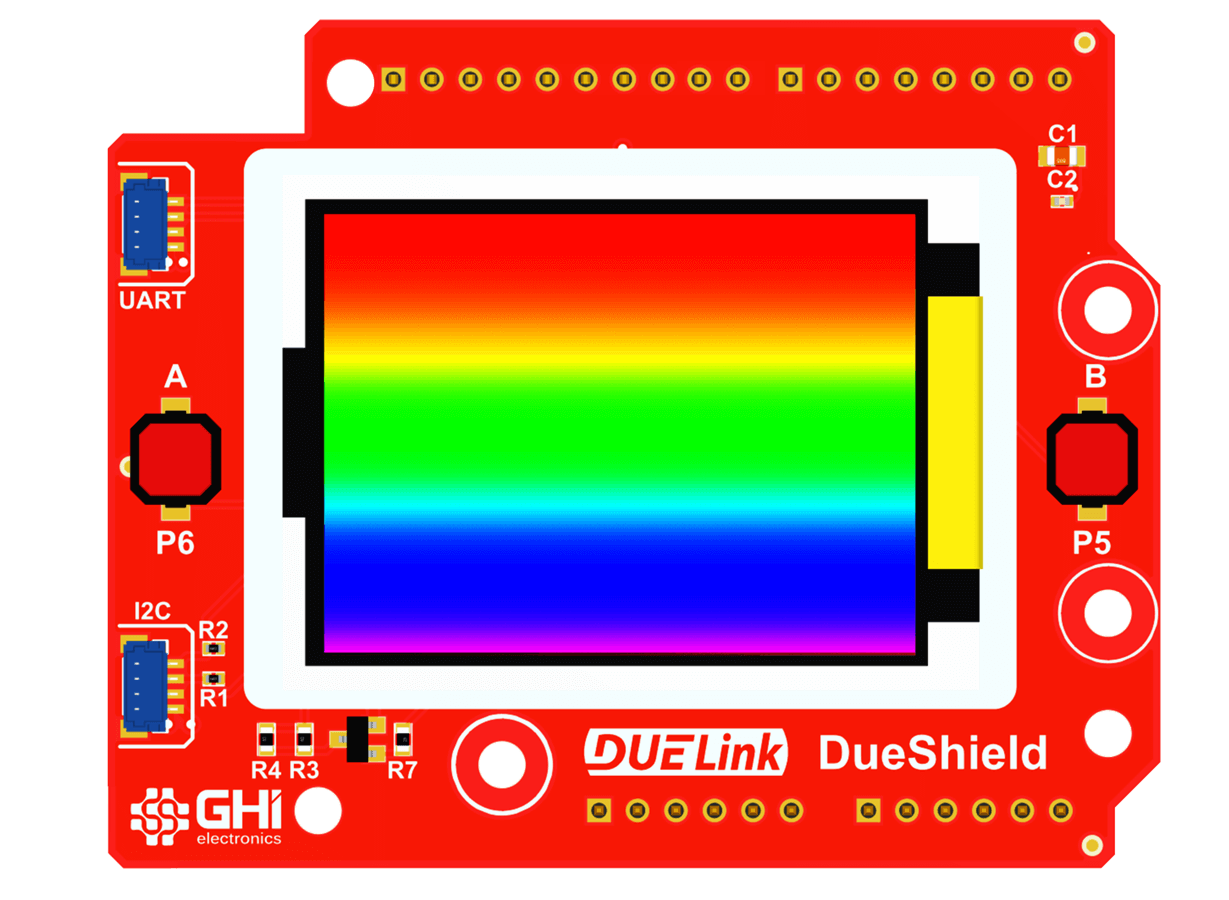 C1
C2
UART
A
B
P6
P5
I2C
R2
R1
R4 R3
R7
DUELink
DueShield
GHI
electronics